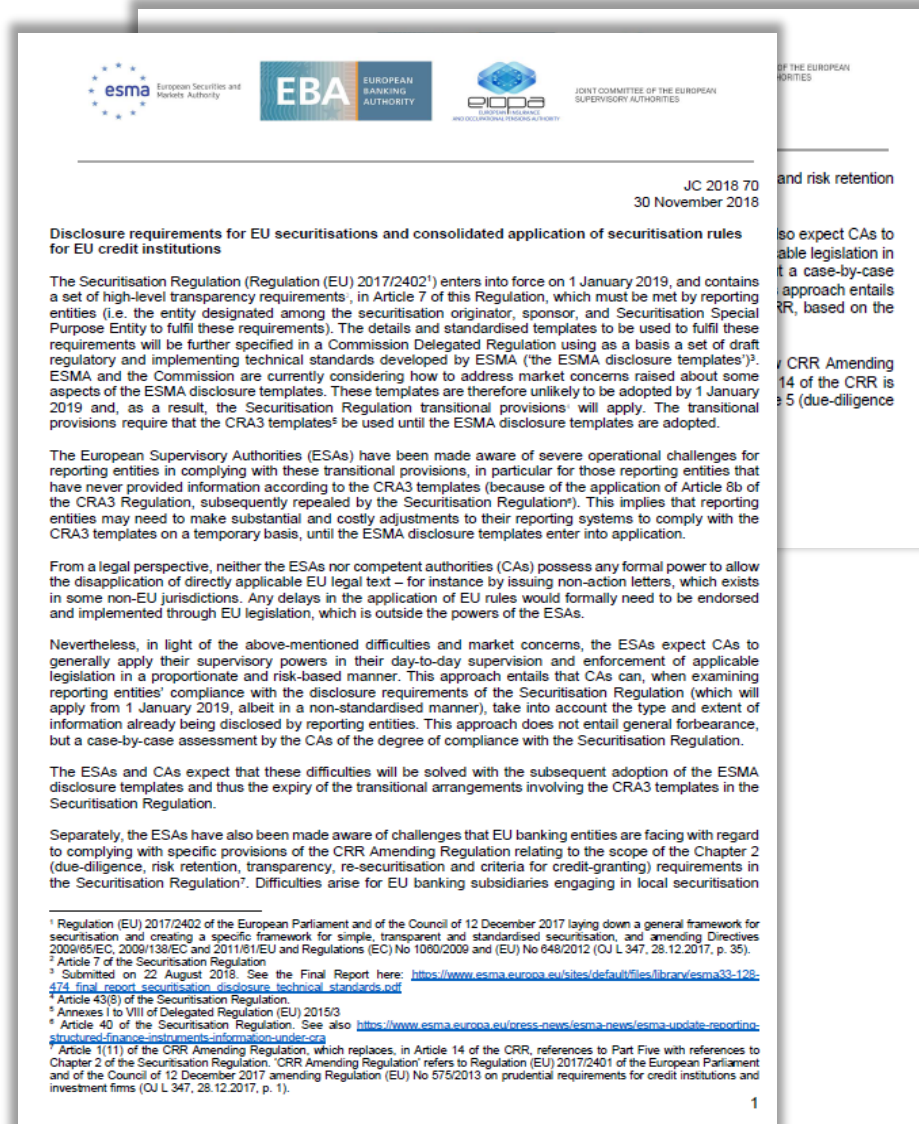 esma European Securities and
Markets Authority
EBA EUROPEAN
BANKING
AUTHORITY
eiopa
EUROPEAN INSURANCE
AND OCCUPATIONAL PENSIONS AUTHORITY
JOINT COMMITTEE OF THE EUROPEAN
SUPERVISORY AUTHORITIES
JC 2018 70
30 November 2018
Disclosure requirements for EU securitisations and consolidated application of securitisation rules
for EU credit institutions
The Securitisation Regulation (Regulation (EU) 2017/2402¹) enters into force on 1 January 2019, and contains
a set of high-level transparency requirements², in Article 7 of this Regulation, which must be met by reporting
entities (i.e. the entity designated among the securitisation originator, sponsor, and Securitisation Special
Purpose Entity to fulfil these requirements). The details and standardised templates to be used to fulfil these
requirements will be further specified in a Commission Delegated Regulation using as a basis a set of draft
regulatory and implementing technical standards developed by ESMA (‘the ESMA disclosure templates’)³.
ESMA and the Commission are currently considering how to address market concerns raised about some
aspects of the ESMA disclosure templates. These templates are therefore unlikely to be adopted by 1 January
2019 and, as a result, the Securitisation Regulation transitional provisions⁴ will apply. The transitional
provisions require that the CRA3 templates⁵ be used until the ESMA disclosure templates are adopted.
The European Supervisory Authorities (ESAs) have been made aware of severe operational challenges for
reporting entities in complying with these transitional provisions, in particular for those reporting entities that
have never provided information according to the CRA3 templates (because of the application of Article 8b of
the CRA3 Regulation, subsequently repealed by the Securitisation Regulation⁶). This implies that reporting
entities may need to make substantial and costly adjustments to their reporting systems to comply with the
CRA3 templates on a temporary basis, until the ESMA disclosure templates enter into application.
From a legal perspective, neither the ESAs nor competent authorities (CAs) possess any formal power to allow
the disapplication of directly applicable EU legal text – for instance by issuing non-action letters, which exists
in some non-EU jurisdictions. Any delays in the application of EU rules would formally need to be endorsed
and implemented through EU legislation, which is outside the powers of the ESAs.
Nevertheless, in light of the above-mentioned difficulties and market concerns, the ESAs expect CAs to
generally apply their supervisory powers in their day-to-day supervision and enforcement of applicable
legislation in a proportionate and risk-based manner. This approach entails that CAs can, when examining
reporting entities’ compliance with the disclosure requirements of the Securitisation Regulation (which will
apply from 1 January 2019, albeit in a non-standardised manner), take into account the type and extent of
information already being disclosed by reporting entities. This approach does not entail general forbearance,
but a case-by-case assessment by the CAs of the degree of compliance with the Securitisation Regulation.
The ESAs and CAs expect that these difficulties will be solved with the subsequent adoption of the ESMA
disclosure templates and thus the expiry of the transitional arrangements involving the CRA3 templates in the
Securitisation Regulation.
Separately, the ESAs have also been made aware of challenges that EU banking entities are facing with regard
to complying with specific provisions of the CRR Amending Regulation relating to the scope of the Chapter 2
(due-diligence, risk retention, transparency, re-securitisation and criteria for credit-granting) requirements in
the Securitisation Regulation⁷. Difficulties arise for EU banking subsidiaries engaging in local securitisation
¹ Regulation (EU) 2017/2402 of the European Parliament and of the Council of 12 December 2017 laying down a general framework for
securitisation and creating a specific framework for simple, transparent and standardised securitisation, and amending Directives
2009/65/EC, 2009/138/EC and 2011/61/EU and Regulations (EC) No 1060/2009 and (EU) No 648/2012 (OJ L 347, 28.12.2017, p. 35).
² Article 7 of the Securitisation Regulation
³ Submitted on 22 August 2018. See the Final Report here: https://www.esma.europa.eu/sites/default/files/library/esma33-128-
474_final_report_securitisation_disclosure_technical_standards.pdf
⁴ Article 43(8) of the Securitisation Regulation.
⁵ Annexes I to VIII of Delegated Regulation (EU) 2015/3
⁶ Article 40 of the Securitisation Regulation. See also https://www.esma.europa.eu/press-news/esma-news/esma-update-reporting-
structured-finance-instruments-information-under-cra
⁷ Article 1(11) of the CRR Amending Regulation, which replaces, in Article 14 of the CRR, references to Part Five with references to
Chapter 2 of the Securitisation Regulation. ‘CRR Amending Regulation’ refers to Regulation (EU) 2017/2401 of the European Parliament
and of the Council of 12 December 2017 amending Regulation (EU) No 575/2013 on prudential requirements for credit institutions and
investment firms (OJ L 347, 28.12.2017, p. 1).
1
OF THE EUROPEAN
and risk retention
so expect CAs to
able legislation in
t a case-by-case
approach entails
RR, based on the
CRR Amending
14 of the CRR is
5 (due-diligence